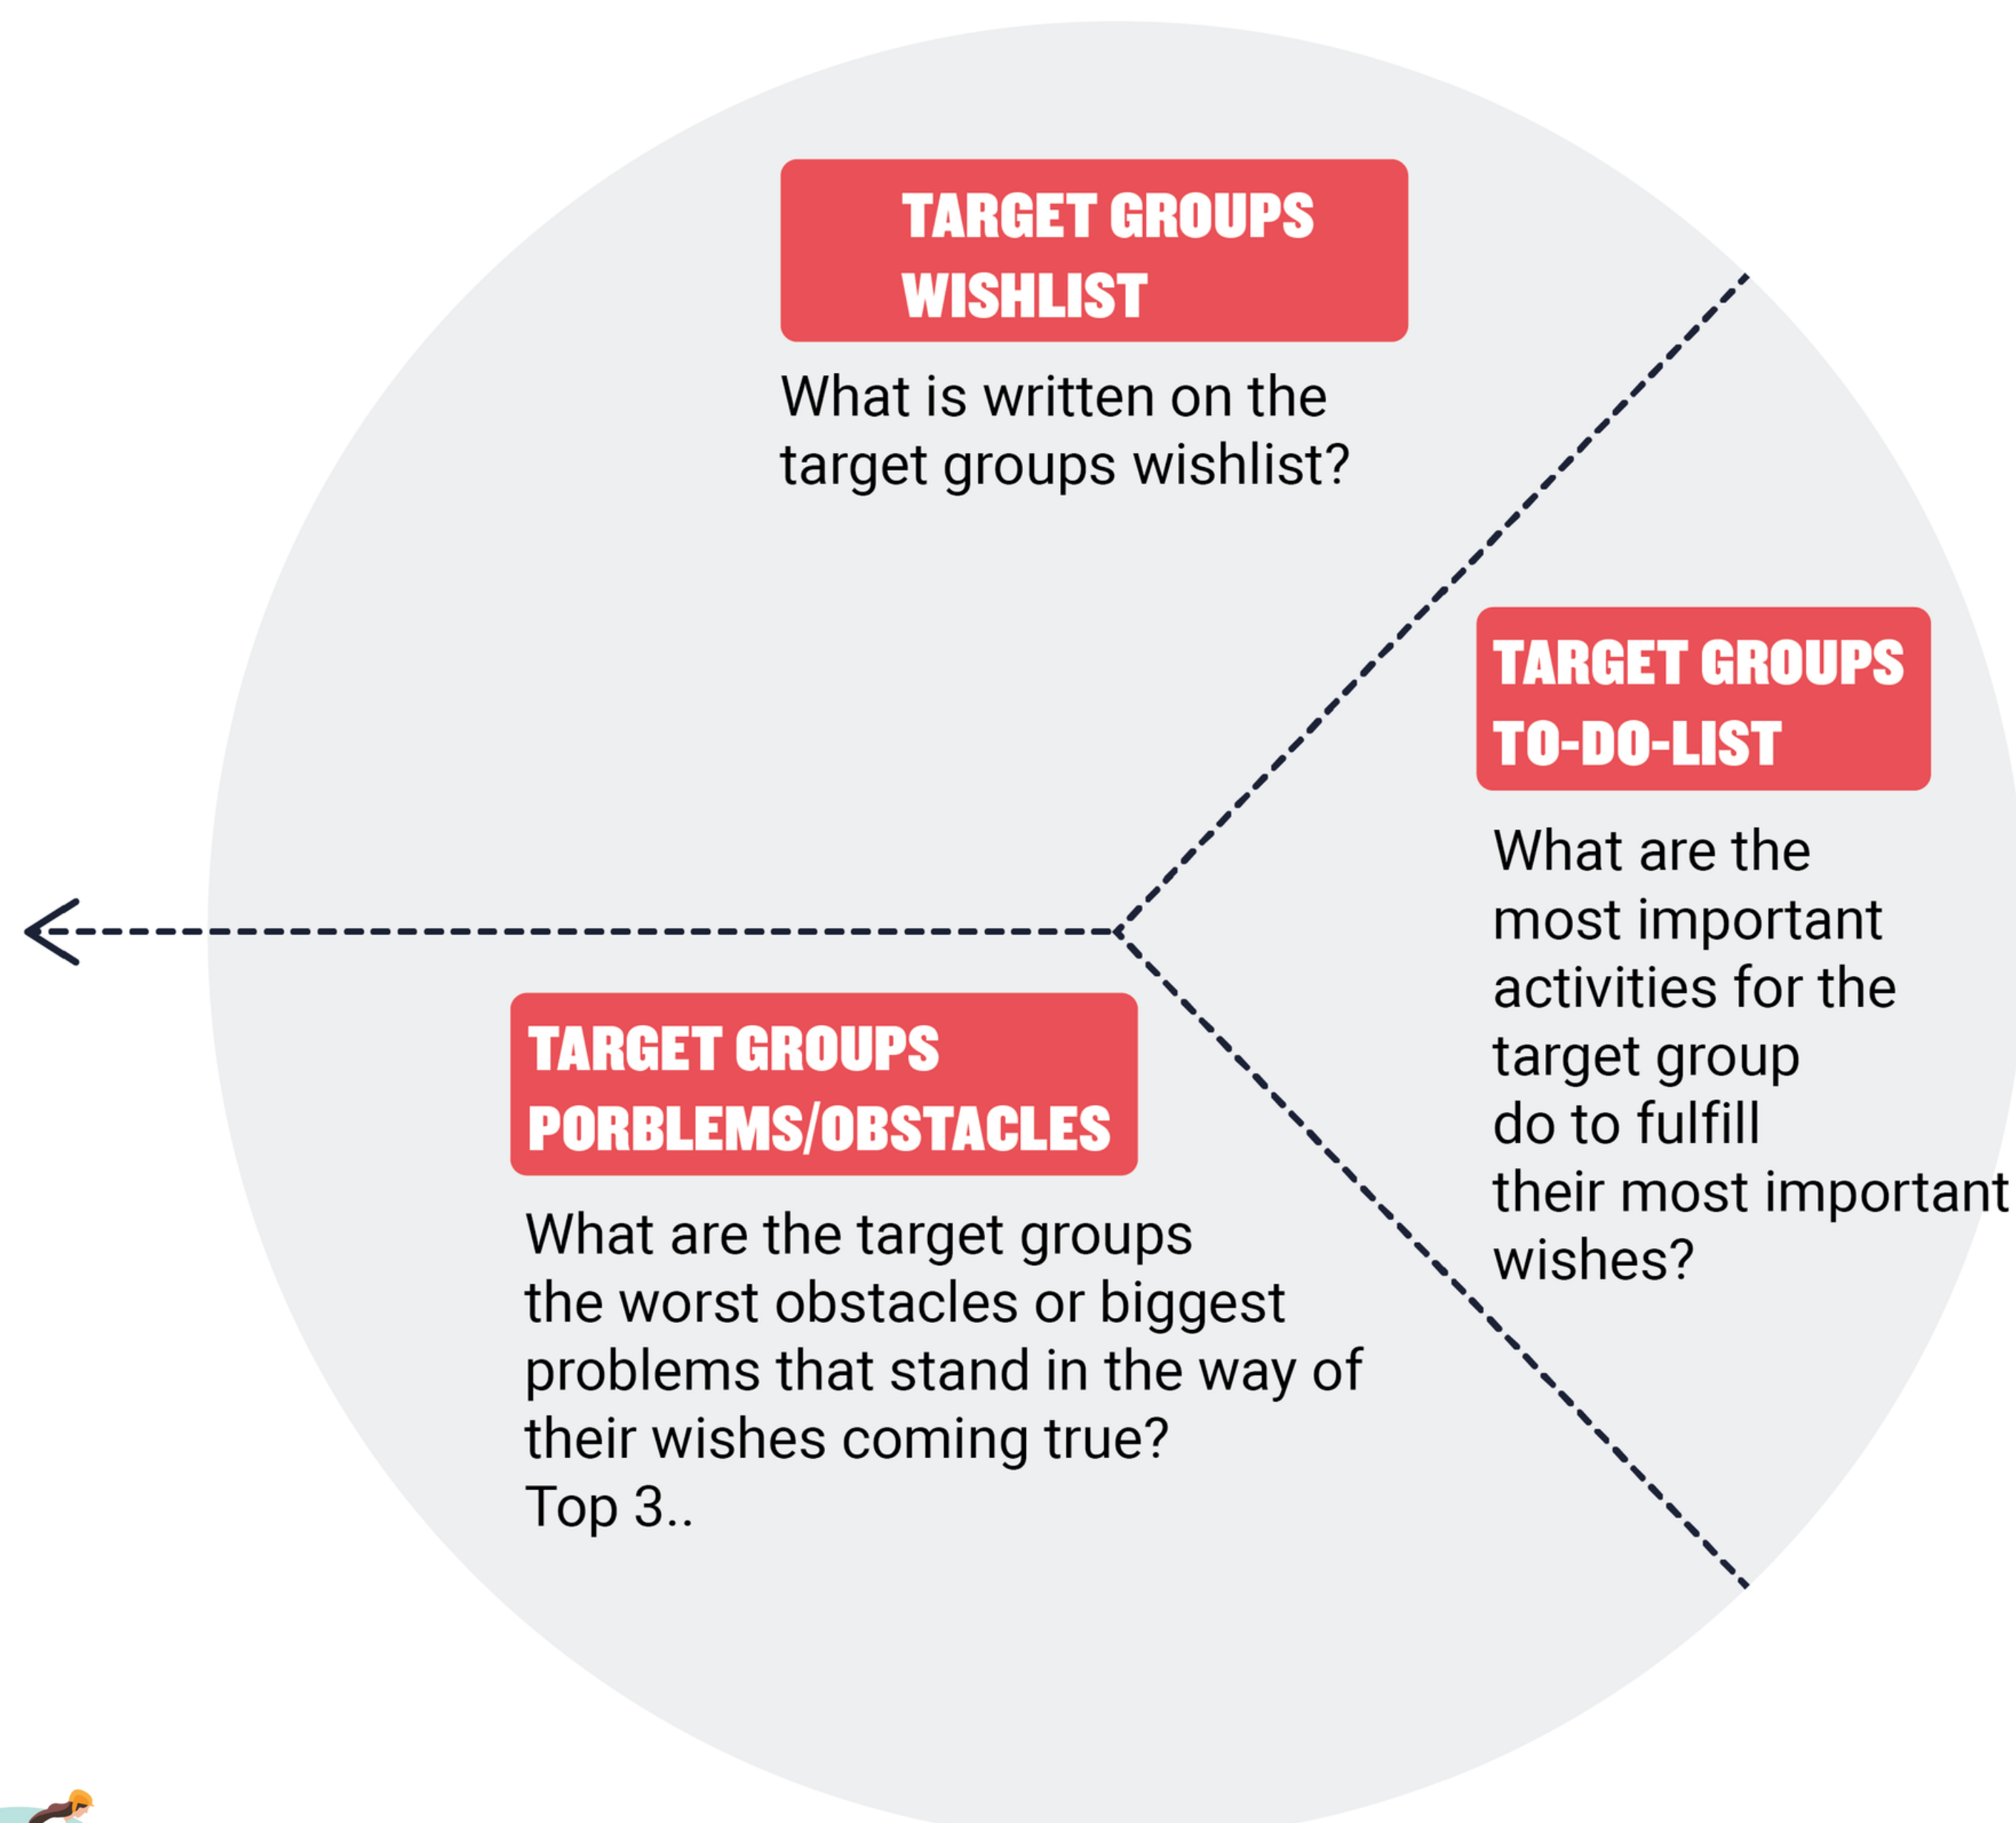 TARGET GROUPS
WISHLIST
What is written on the
target groups wishlist?
TARGET GROUPS
TO-DO-LIST
What are the
most important
activities for the
target group
do to fulfill
their most important
wishes?
TARGET GROUPS
PORBLEMS/OBSTACLES
What are the target groups
the worst obstacles or biggest
problems that stand in the way of
their wishes coming true?
Top 3..